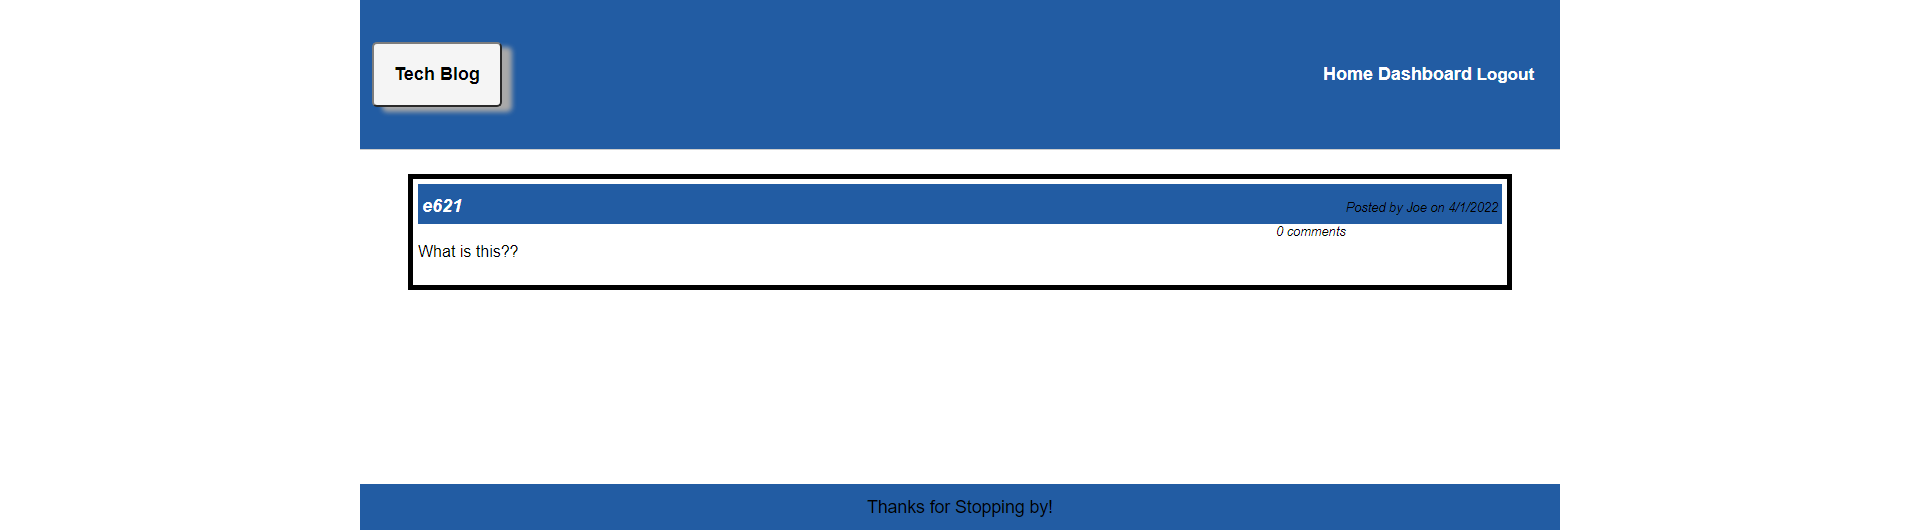 Tech Blog
Home Dashboard Logout
e621
Posted by Joe on 4/1/2022
0 comments
What is this??
Thanks for Stopping by!